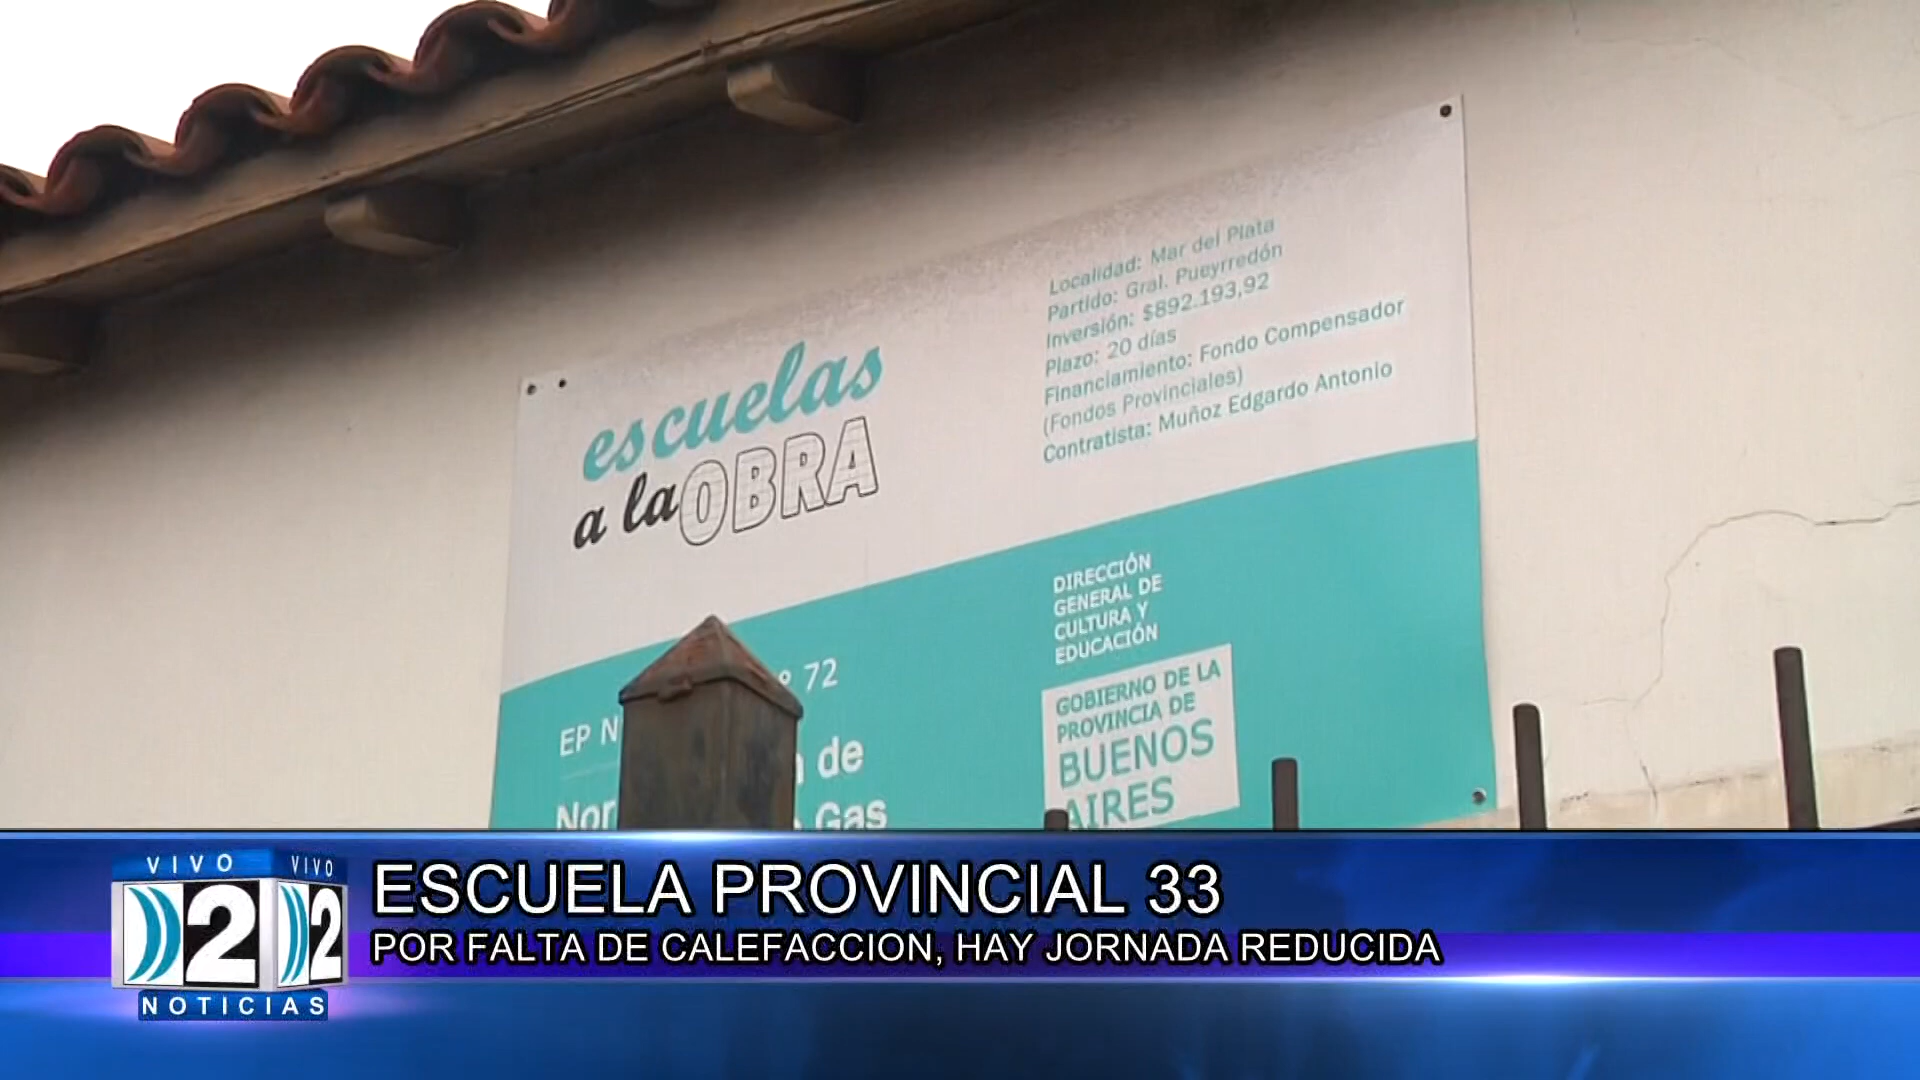 escuelas
a la OBRA
Localidad: Mar del Plata
Partido: Gral. Pueyrredón
Inversión: $892.193,92
Plazo: 20 días
Financiamiento: Fondo Compensador
(Fondos Provinciales)
Contratista: Muñoz Edgardo Antonio
DIRECCIÓN
GENERAL DE
CULTURA Y
EDUCACIÓN
GOBIERNO DE LA
PROVINCIA DE
BUENOS
AIRES
EP N 72
de
Gas
VIVO VIVO
2 2
NOTICIAS
ESCUELA PROVINCIAL 33
POR FALTA DE CALEFACCION, HAY JORNADA REDUCIDA